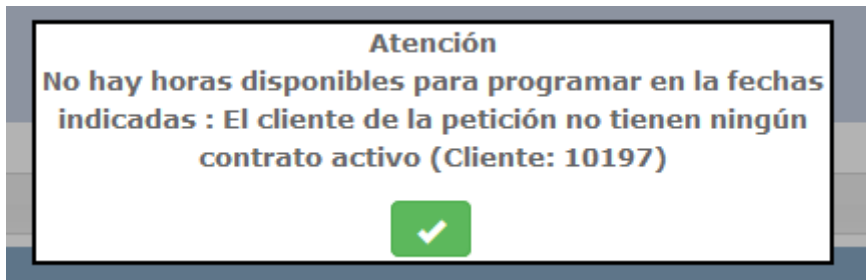 Atención
No hay horas disponibles para programar en la fechas
indicadas : El cliente de la petición no tienen ningún
contrato activo (Cliente: 10197)